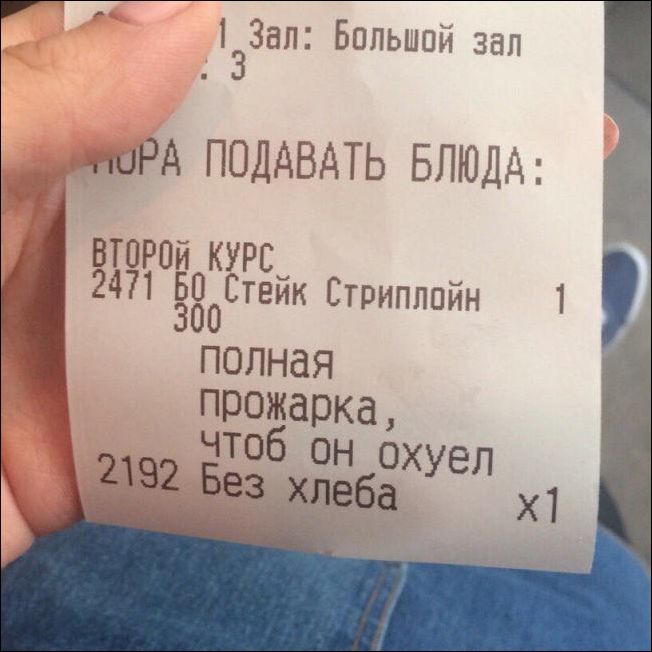 1 Зал: Большой зал
: 3
ПОРА ПОДАВАТЬ БЛЮДА:
ВТОРОй КУРС
2471 БО Стейк Стриплойн 1
300
полная
прожарка,
чтоб он охуел
2192 Без хлеба x1